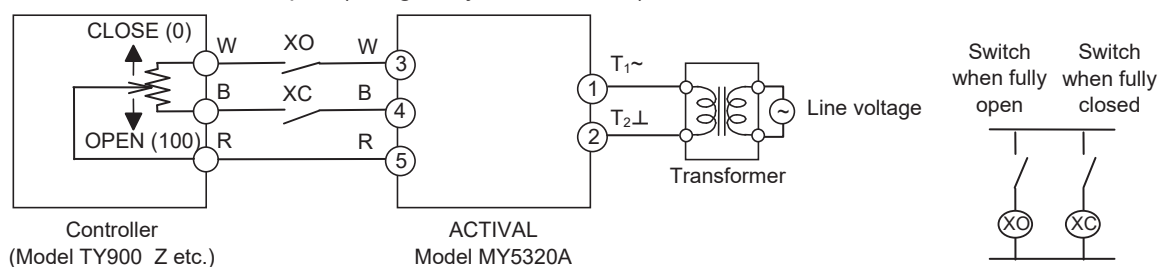 CLOSE (0)
W
XO
W
3
B
XC
B
4
OPEN (100)
R
R
5
1
T₁~
2
T₂⊥
~
Line voltage
Transformer
Controller
(Model TY900 Z etc.)
ACTIVAL
Model MY5320A
Switch
when fully
open
Switch
when fully
closed
XO
XC